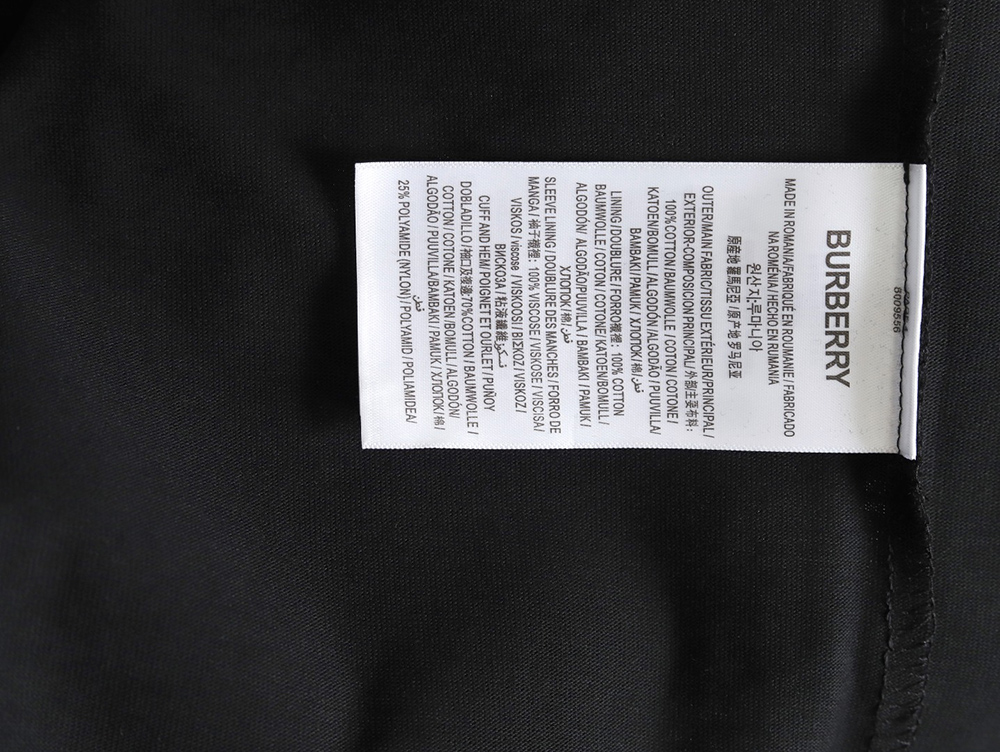 BURBERRY
MADE IN ROMANIA/FABRIQUÉ EN ROUMANIE/FABRICADO
NA ROMÉNIA/HECHO EN RUMANIA
원산지:루마니아
原産地 羅馬尼亞 / 原产地 罗马尼亚
OUTER/MAIN FABRIC/TISSU EXTÉRIEUR/PRINCIPAL/
EXTERIOR-COMPOSICION PRINCIPAL/ 外部主要布料:
100% COTTON/BAUMWOLLE / COTON / COTONE /
KATOEN/BOMULL / ALGODÓN / ALGODÃO / PUUVILLA/
BAMBAKI / PAMUK / ХЛОПОК / 棉/ قطن
LINING / DOUBLURE / FORRO 襯裡: 100% COTTON
BAUMWOLLE / COTON / COTONE/KATOEN/BOMULL /
ALGODÓN/ ALGODÃO/PUUVILLA / BAMBAKI / PAMUK /
ХЛОПОК / 棉/ قطن
SLEEVE LINING / DOUBLURE DES MANCHES / FORRO DE
MANGA / 袖子襯裡: 100% VISCOSE / VISKOSE / VISCISA/
VISKOS / viscose / VISKOOSI / ΒΙΣΚΟΖ / VISKOZ /
ВИСКОЗА / 粘液纖維
CUFF AND HEM / POIGNET ET OURLET / PUÑOY
DOBLADILLO /袖口及後邊70%COTTON / BAUMWOLLE /
COTTON / COTONE / KATOEN /BOMULL / ALGODÓN/
ALGODÃO / PUUVILLA/BAMBAKI / PAMUK / ХЛОПОК/棉/
قطن
25% POLYAMIDE (NYLON) / POLYAMID / POLIAMIDEA/